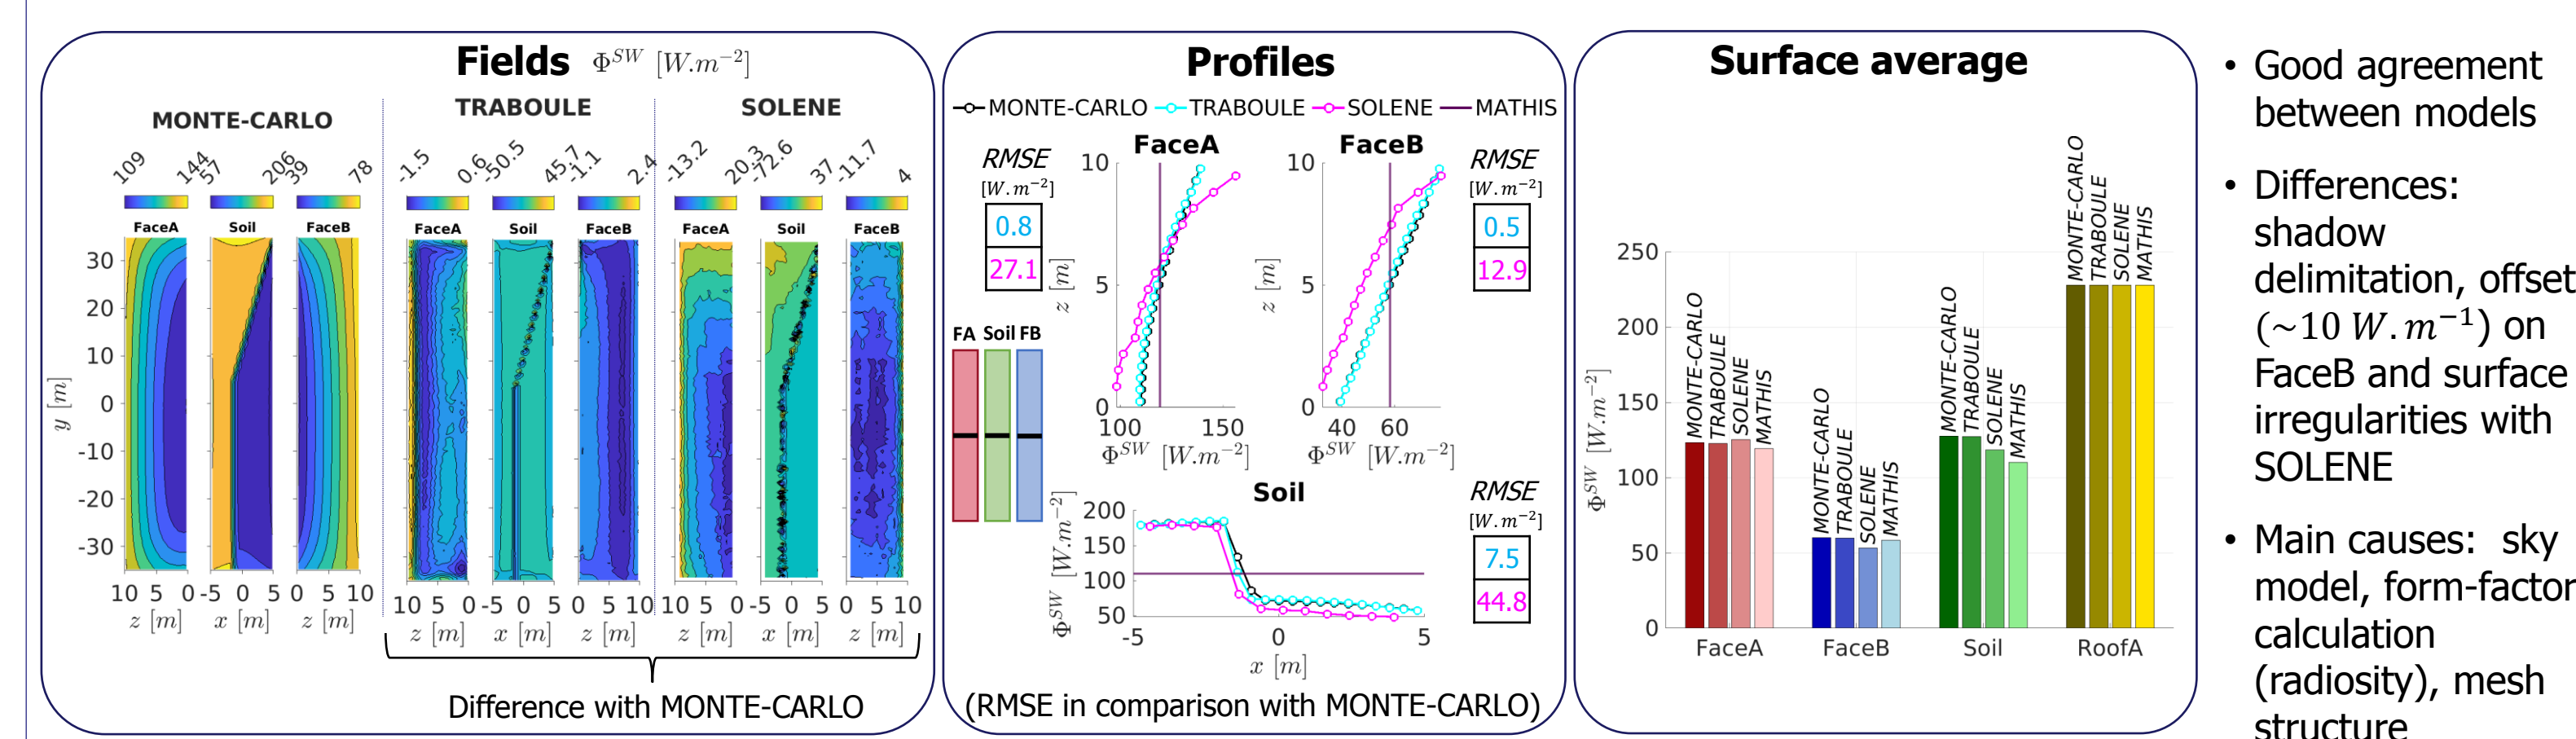 Fields Φ^{SW} [W.m^{−2}]
MONTE-CARLO
TRABOULE
SOLENE
109 144
57 206
39 78
-1.5 0.6
-50.5 45.7
-1.1 2.4
-13.2 20.3
-72.6 37
-11.7 4
FaceA Soil FaceB
FaceA Soil FaceB
FaceA Soil FaceB
30
20
10
0
-10
-20
-30
y [m]
10 5 0 -5 0 5 0 5 10
z [m] x [m] z [m]
10 5 0 -5 0 5 0 5 10
z [m] x [m] z [m]
10 5 0 -5 0 5 0 5 10
z [m] x [m] z [m]
Difference with MONTE-CARLO
Profiles
MONTE-CARLO TRABOULE SOLENE MATHIS
RMSE
[W.m^{−2}]
0.8
27.1
FaceA
10
5
0
z [m]
100 150
Φ^{SW} [W.m^{−2}]
FaceB
10
5
0
z [m]
40 60
Φ^{SW} [W.m^{−2}]
RMSE
[W.m^{−2}]
0.5
12.9
FA Soil FB
Soil
200
150
100
50
Φ^{SW} [W.m^{−2}]
-5 0 5
x [m]
RMSE
[W.m^{−2}]
7.5
44.8
(RMSE in comparison with MONTE-CARLO)
Surface average
250
200
150
100
50
0
Φ^{SW} [W.m^{−2}]
MONTE-CARLO
TRABOULE
SOLENE
MATHIS
MONTE-CARLO
TRABOULE
SOLENE
MATHIS
MONTE-CARLO
TRABOULE
SOLENE
MATHIS
MONTE-CARLO
TRABOULE
SOLENE
MATHIS
FaceA FaceB Soil RoofA
• Good agreement
between models
• Differences:
shadow
delimitation, offset
(~10 W.m^{−1}) on
FaceB and surface
irregularities with
SOLENE
• Main causes: sky
model, form-factor
calculation
(radiosity), mesh
structure